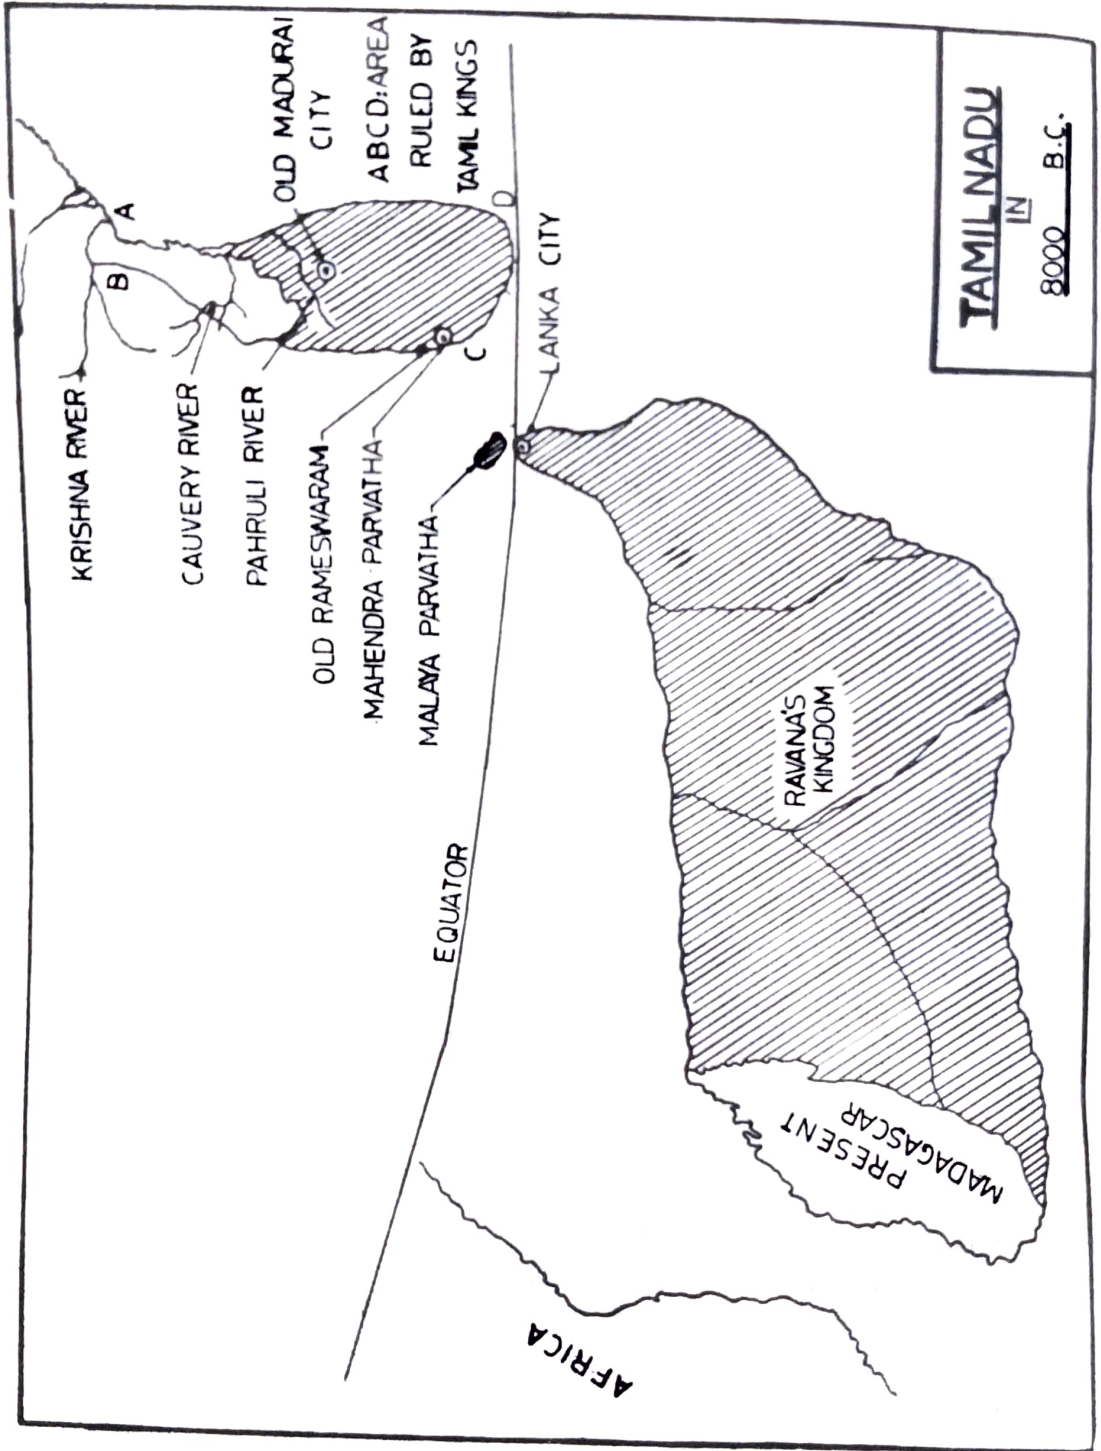 TAMILNADU
IN
8000 B.C.
KRISHNA RIVER
CAUVERY RIVER
PAHRULI RIVER
OLD RAMESWARAM
MAHENDRA PARVATHA
MALAYA PARVATHA
A
B
OLD MADURAI
CITY
ABCD:AREA
RULED BY
TAMIL KINGS
C
D
LANKA CITY
EQUATOR
RAVANA'S
KINGDOM
PRESENT
MADAGASCAR
AFRICA